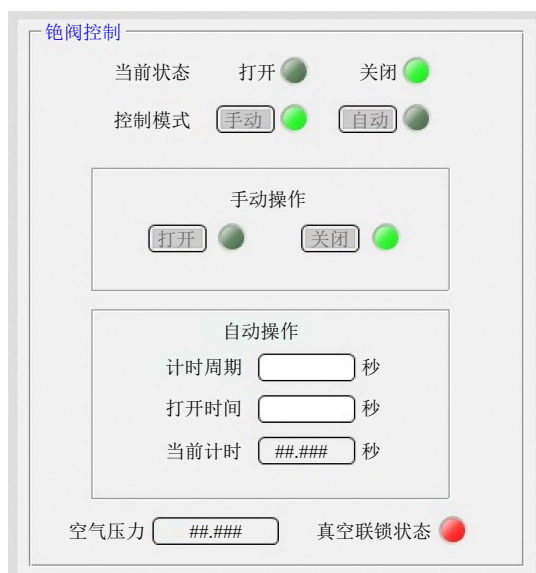 铯阀控制
当前状态 打开 关闭
控制模式 手动 自动
手动操作
打开 关闭
自动操作
计时周期 秒
打开时间 秒
当前计时 ##.### 秒
空气压力 ##.### 真空联锁状态